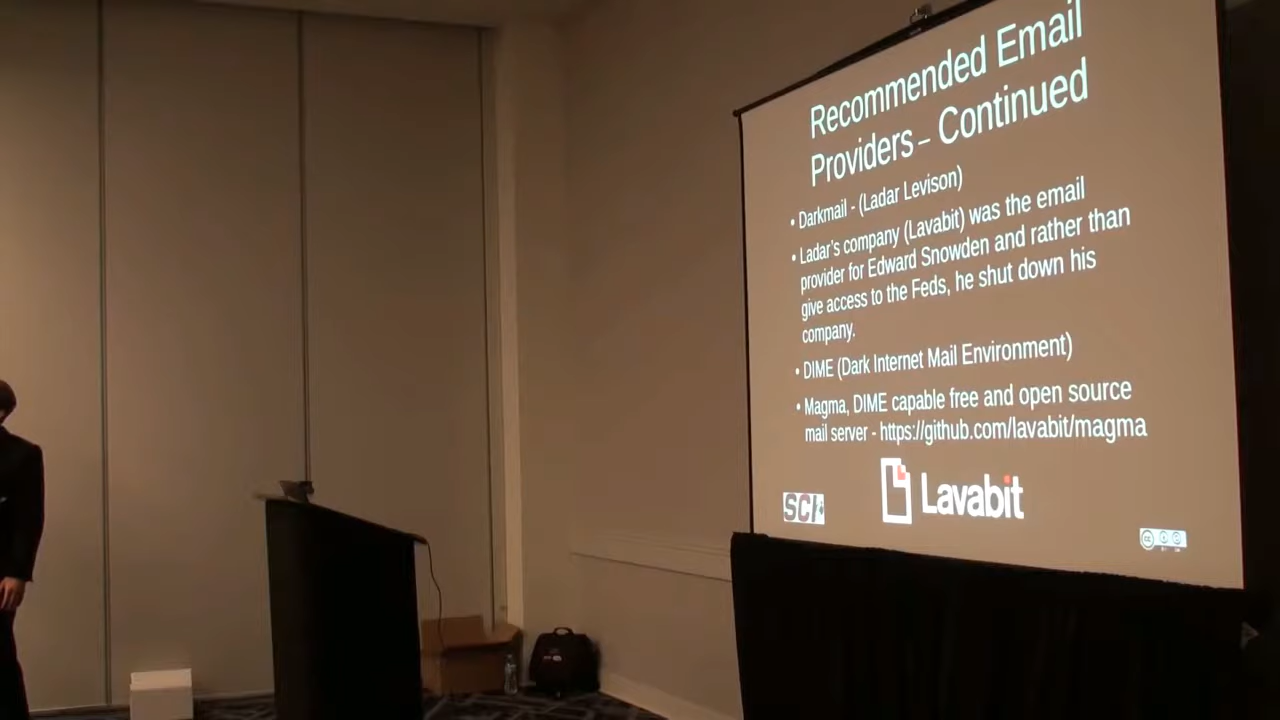 Recommended Email
Providers – Continued
• Darkmail - (Ladar Levison)
• Ladar's company (Lavabit) was the email
provider for Edward Snowden and rather than
give access to the Feds, he shut down his
company.
• DIME (Dark Internet Mail Environment)
• Magma, DIME capable free and open source
mail server - https://github.com/lavabit/magma
Lavabit
cc